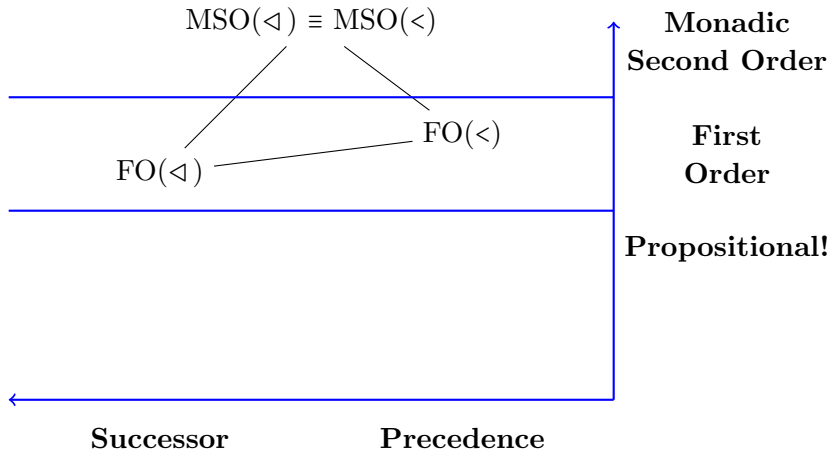 MSO(⊲) ≡ MSO(<)
Monadic
Second Order
FO(<)
First
Order
FO(⊲)
Propositional!
Successor
Precedence